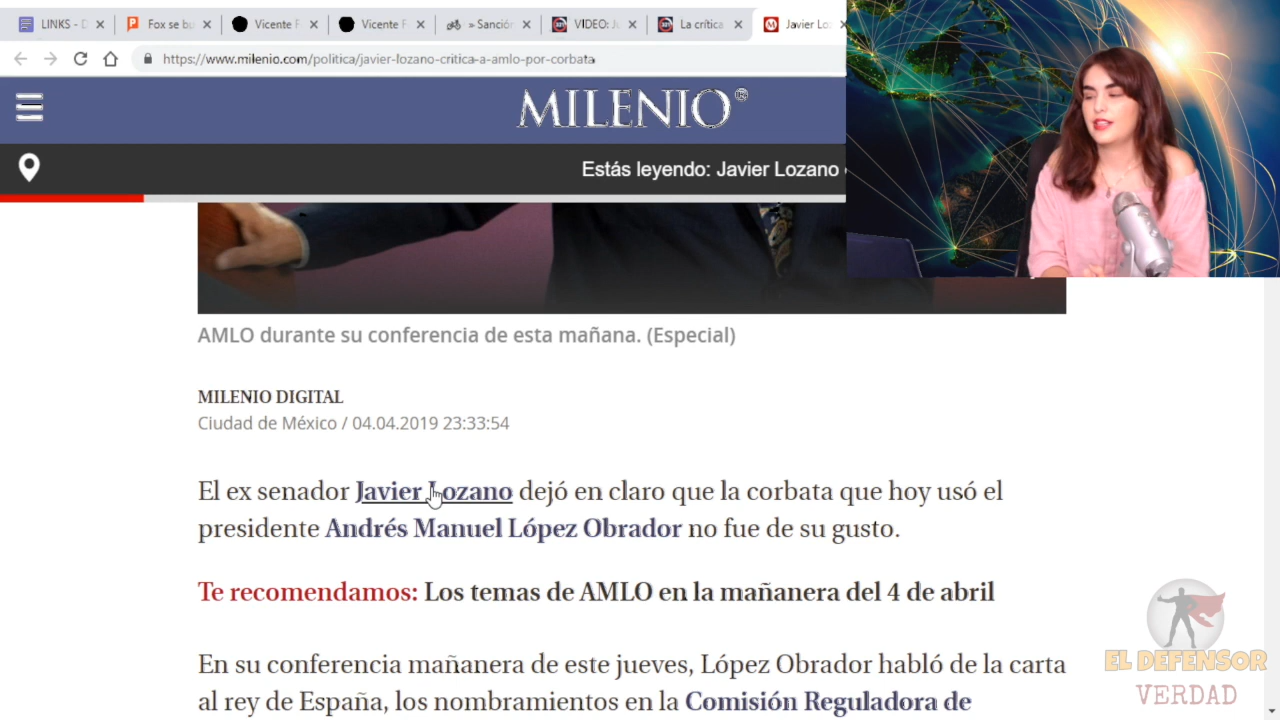 LINKS - D
Fox se bu
Vicente F
Vicente F
» Sanción
VIDEO: Ju
La crítica
Javier Lo
https://www.milenio.com/politica/javier-lozano-critica-a-amlo-por-corbata
MILENIO®
Estás leyendo: Javier Lozano
AMLO durante su conferencia de esta mañana. (Especial)
MILENIO DIGITAL
Ciudad de México / 04.04.2019 23:33:54
El ex senador Javier Lozano dejó en claro que la corbata que hoy usó el
presidente Andrés Manuel López Obrador no fue de su gusto.
Te recomendamos: Los temas de AMLO en la mañanera del 4 de abril
En su conferencia mañanera de este jueves, López Obrador habló de la carta
al rey de España, los nombramientos en la Comisión Reguladora de
EL DEFENSOR
VERDAD